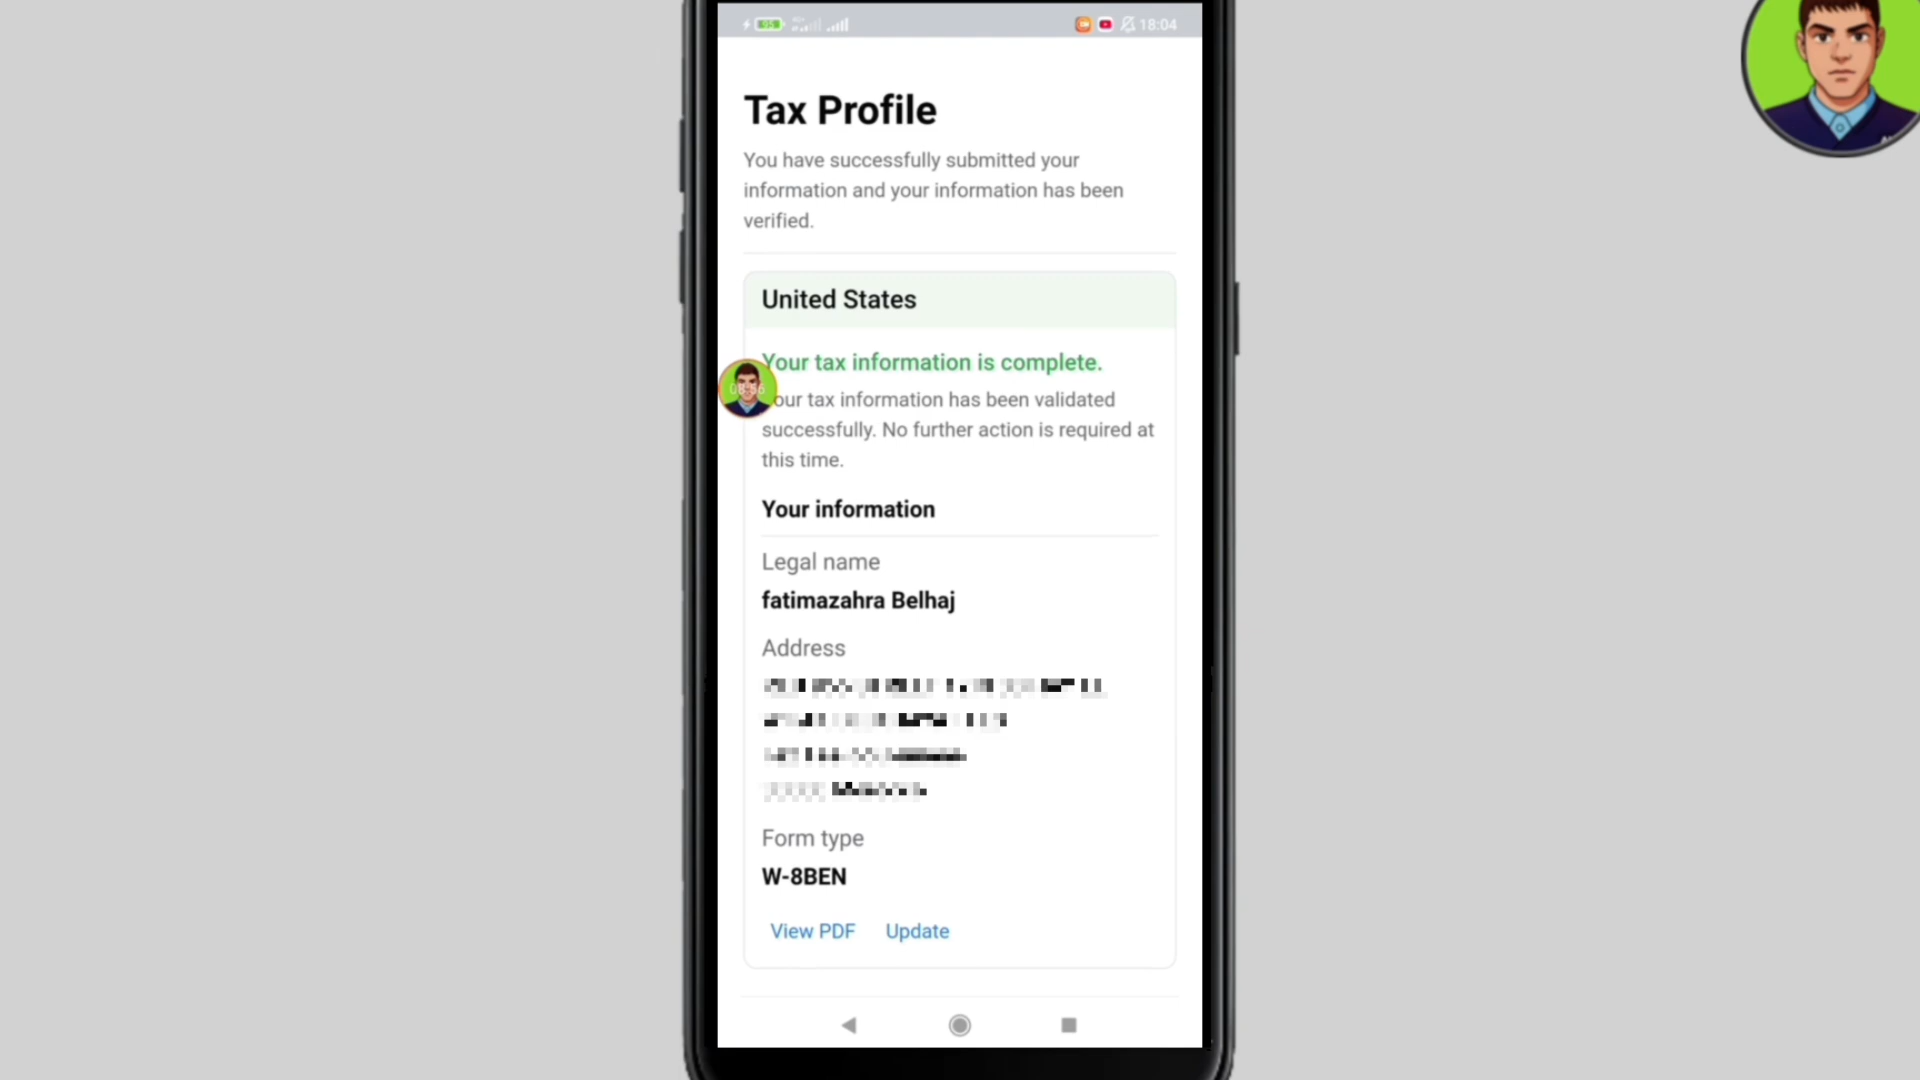 95
18:04
Tax Profile
You have successfully submitted your
information and your information has been
verified.
United States
Your tax information is complete.
our tax information has been validated
successfully. No further action is required at
this time.
Your information
Legal name
fatimazahra Belhaj
Address
Form type
W-8BEN
View PDF Update